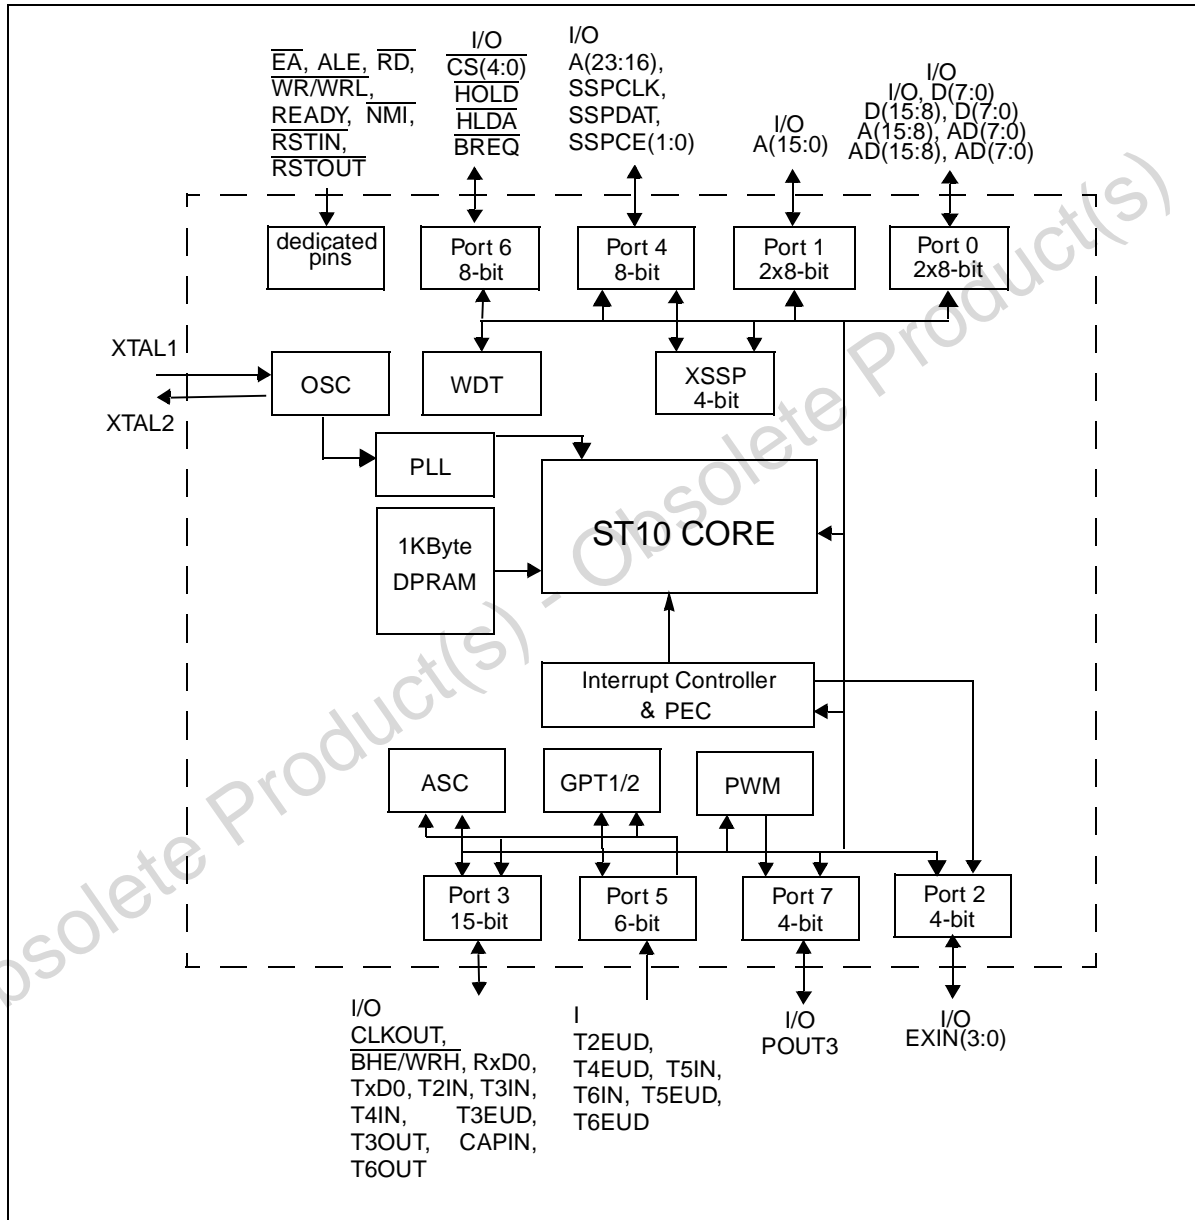 I/O
I/O
EA, ALE, RD,
WR/WRL,
READY, NMI,
RSTIN,
RSTOUT
CS(4:0)
HOLD
HLDA
BREQ
A(23:16),
SSPCLK,
SSPDAT,
SSPCE(1:0)
I/O
A(15:0)
I/O
I/O, D(7:0)
D(15:8), D(7:0)
A(15:8), AD(7:0)
AD(15:8), AD(7:0)
dedicated
pins
Port 6
8-bit
Port 4
8-bit
Port 1
2x8-bit
Port 0
2x8-bit
XTAL1
XTAL2
OSC
WDT
XSSP
4-bit
PLL
1KByte
DPRAM
ST10 CORE
Interrupt Controller
& PEC
ASC
GPT1/2
PWM
Port 3
15-bit
Port 5
6-bit
Port 7
4-bit
Port 2
4-bit
I/O
CLKOUT,
BHE/WRH, RxD0,
TxD0, T2IN, T3IN,
T4IN, T3EUD,
T3OUT, CAPIN,
T6OUT
I
T2EUD,
T4EUD, T5IN,
T6IN, T5EUD,
T6EUD
I/O
POUT3
I/O
EXIN(3:0)
Obsolete Product(s) - Obsolete Product(s)